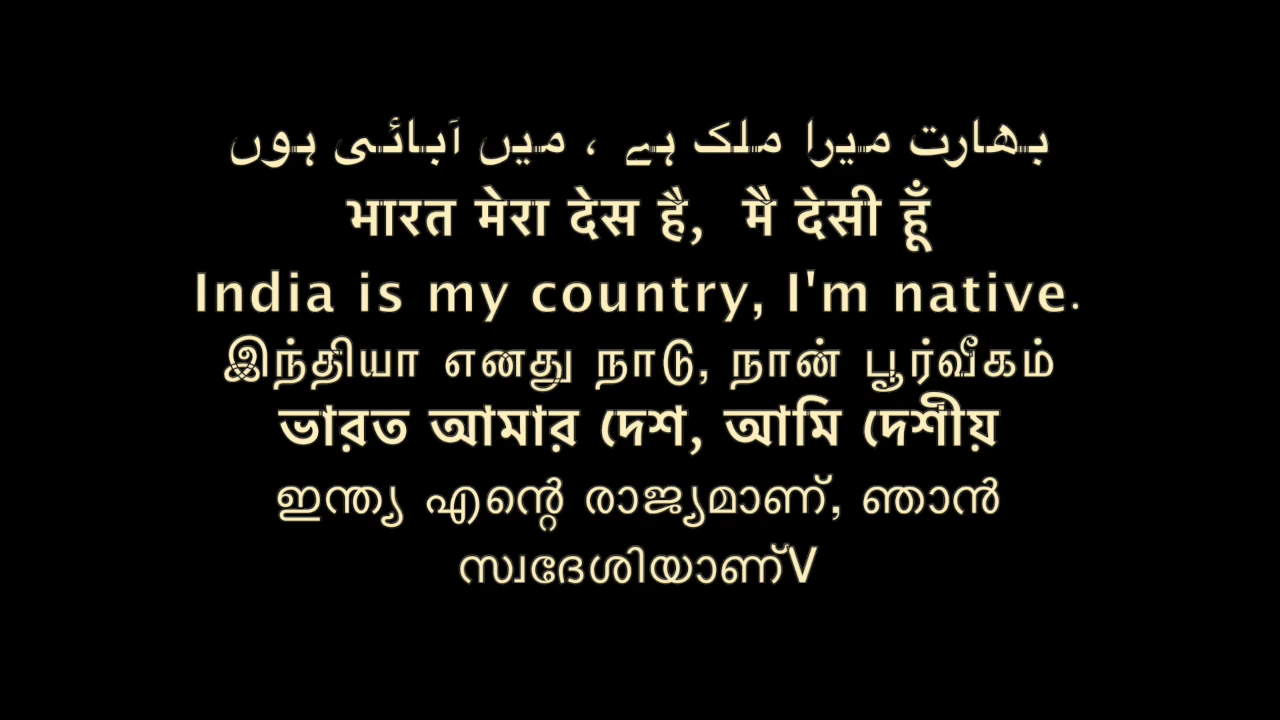 بھارت میرا ملک ہے ، میں آبائی ہوں
भारत मेरा देस है, मै देसी हूँ
India is my country, I'm native.
இந்தியா எனது நாடு, நான் பூர்வீகம்
ভারত আমার দেশ, আমি দেশীয়
ഇന്ത്യ എന്റെ രാജ്യമാണ്, ഞാൻ
സ്വദേശിയാണ്V